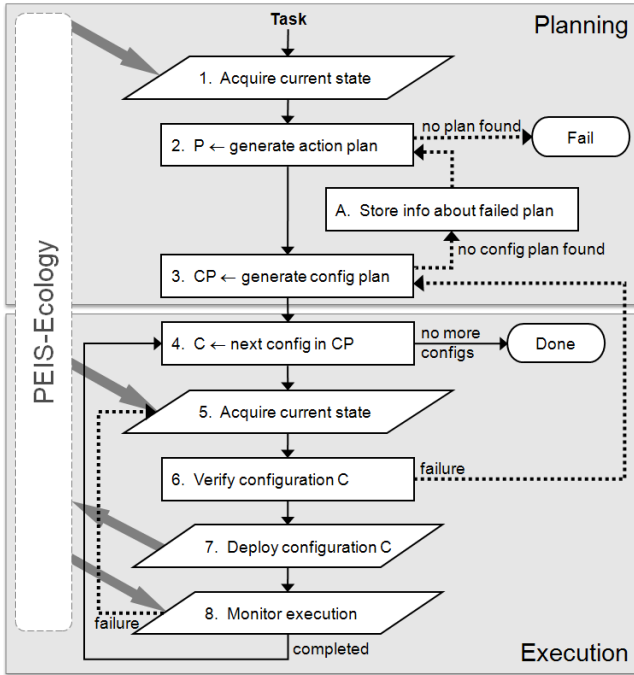 Task
Planning
1. Acquire current state
no plan found
2. P ← generate action plan
Fail
A. Store info about failed plan
no config plan found
3. CP ← generate config plan
PEIS-Ecology
4. C ← next config in CP
no more
configs
Done
5. Acquire current state
6. Verify configuration C
failure
7. Deploy configuration C
8. Monitor execution
failure
completed
Execution